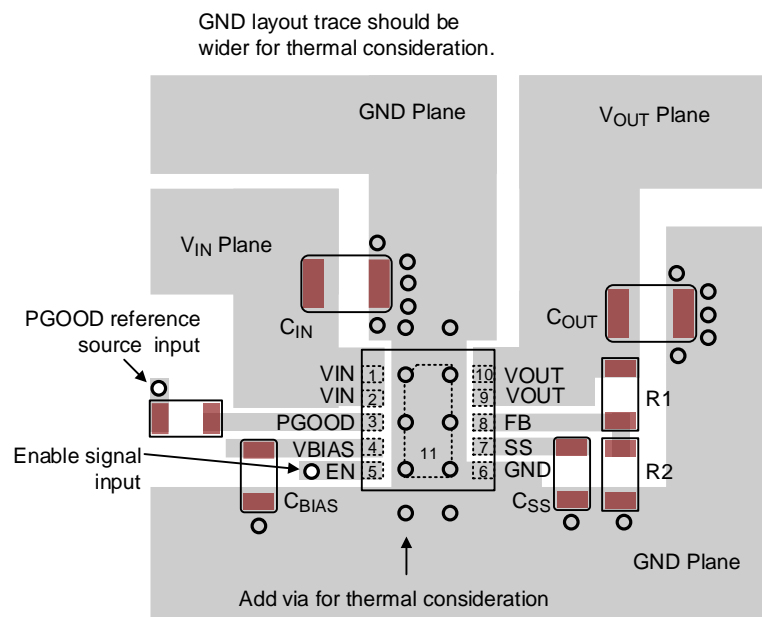 GND layout trace should be
wider for thermal consideration.
GND Plane
VOUT Plane
VIN Plane
PGOOD reference
source input
CIN
COUT
VIN 1
10 VOUT
VIN 2
9 VOUT
R1
PGOOD 3
8 FB
VBIAS 4
7 SS
11
Enable signal
input
EN 5
6 GND
R2
CBIAS
CSS
GND Plane
Add via for thermal consideration